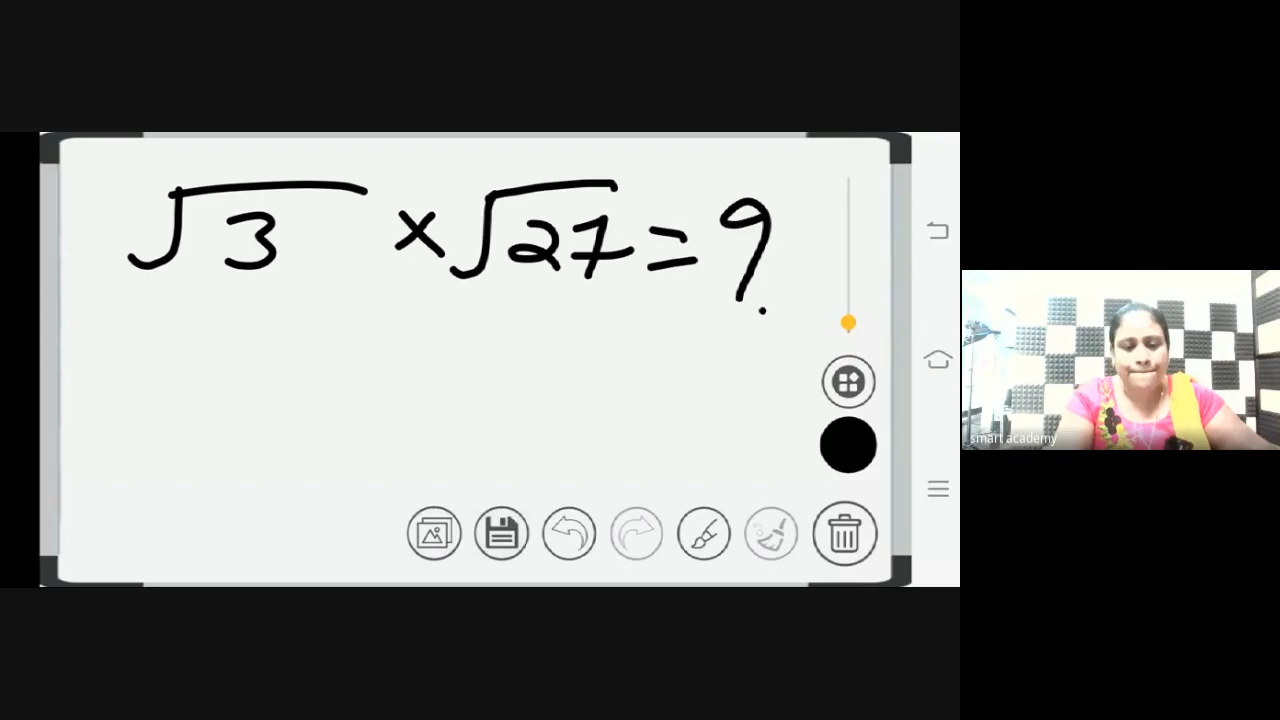 √3 × √27 = 9.
smart academy